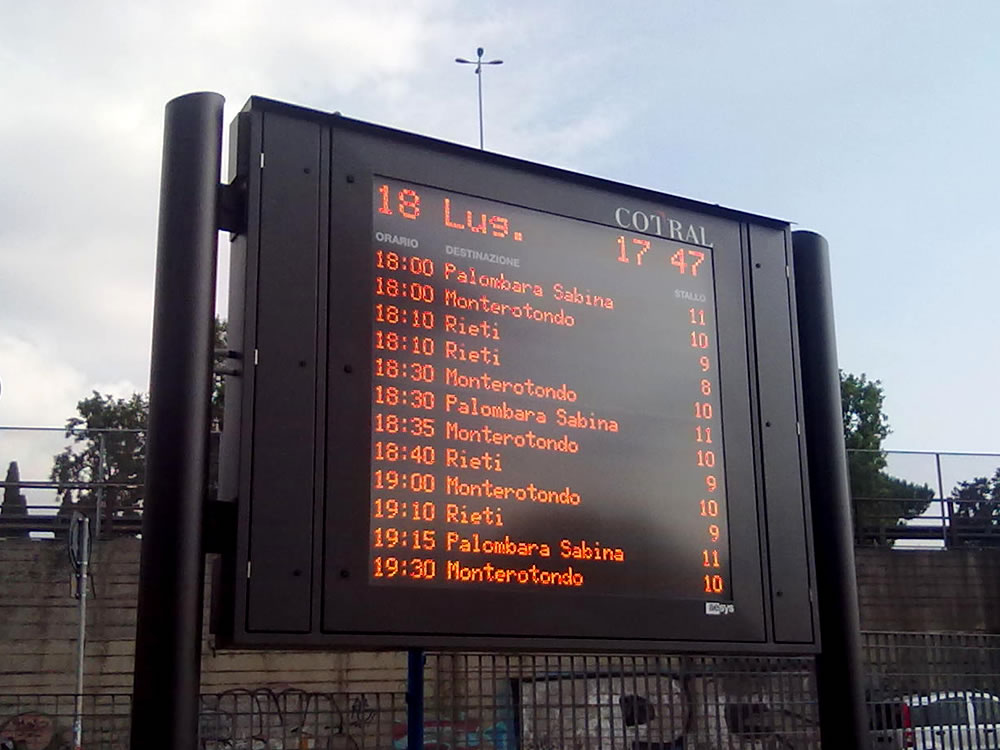 COTRAL
18 Lug. 17 47
ORARIO DESTINAZIONE STALLO
18:00 Palombara Sabina 11
18:00 Monterotondo 10
18:10 Rieti 9
18:10 Rieti 8
18:30 Monterotondo 10
18:30 Palombara Sabina 11
18:35 Monterotondo 10
18:40 Rieti 9
19:00 Monterotondo 10
19:10 Rieti 9
19:15 Palombara Sabina 11
19:30 Monterotondo 10
aesys